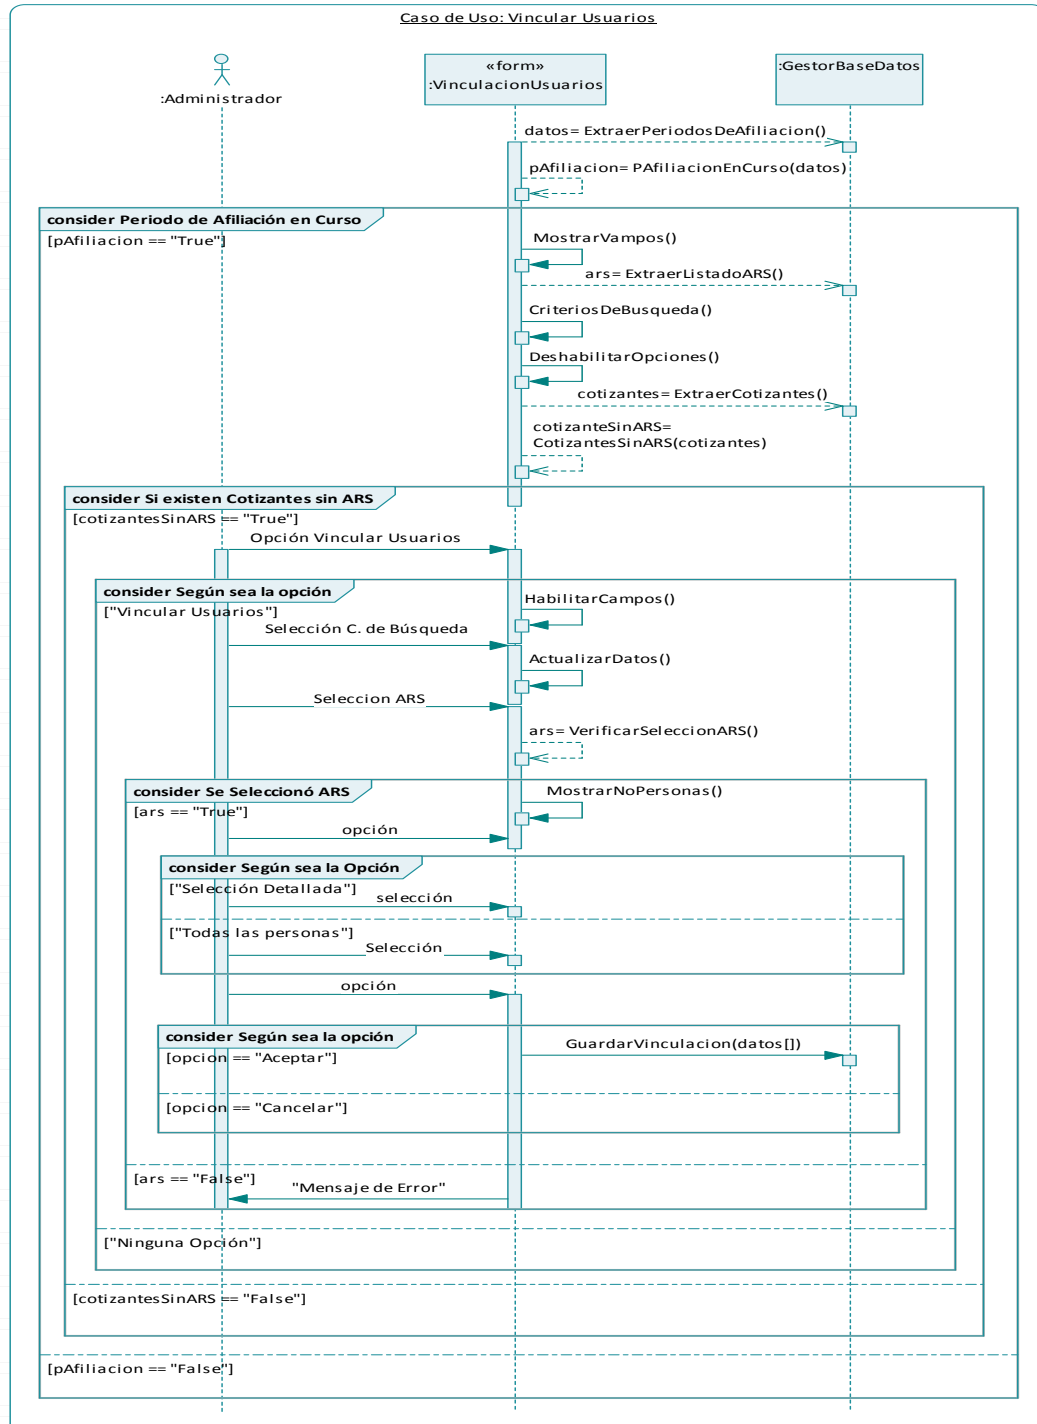 Caso de Uso: Vincular Usuarios
:Administrador
«form»
:VinculacionUsuarios
:GestorBaseDatos
datos= ExtraerPeriodosDeAfiliacion()
pAfiliacion= PAfiliacionEnCurso(datos)
consider Periodo de Afiliación en Curso
[pAfiliacion == "True"]
MostrarVampos()
ars= ExtraerListadoARS()
CriteriosDeBusqueda()
DeshabilitarOpciones()
cotizantes= ExtraerCotizantes()
cotizanteSinARS=
CotizantesSinARS(cotizantes)
consider Si existen Cotizantes sin ARS
[cotizantesSinARS == "True"]
Opción Vincular Usuarios
consider Según sea la opción
["Vincular Usuarios"]
HabilitarCampos()
Selección C. de Búsqueda
ActualizarDatos()
Seleccion ARS
ars= VerificarSeleccionARS()
consider Se Seleccionó ARS
[ars == "True"]
MostrarNoPersonas()
opción
consider Según sea la Opción
["Selección Detallada"]
selección
["Todas las personas"]
Selección
opción
consider Según sea la opción
[opcion == "Aceptar"]
GuardarVinculacion(datos[])
[opcion == "Cancelar"]
[ars == "False"]
"Mensaje de Error"
["Ninguna Opción"]
[cotizantesSinARS == "False"]
[pAfiliacion == "False"]